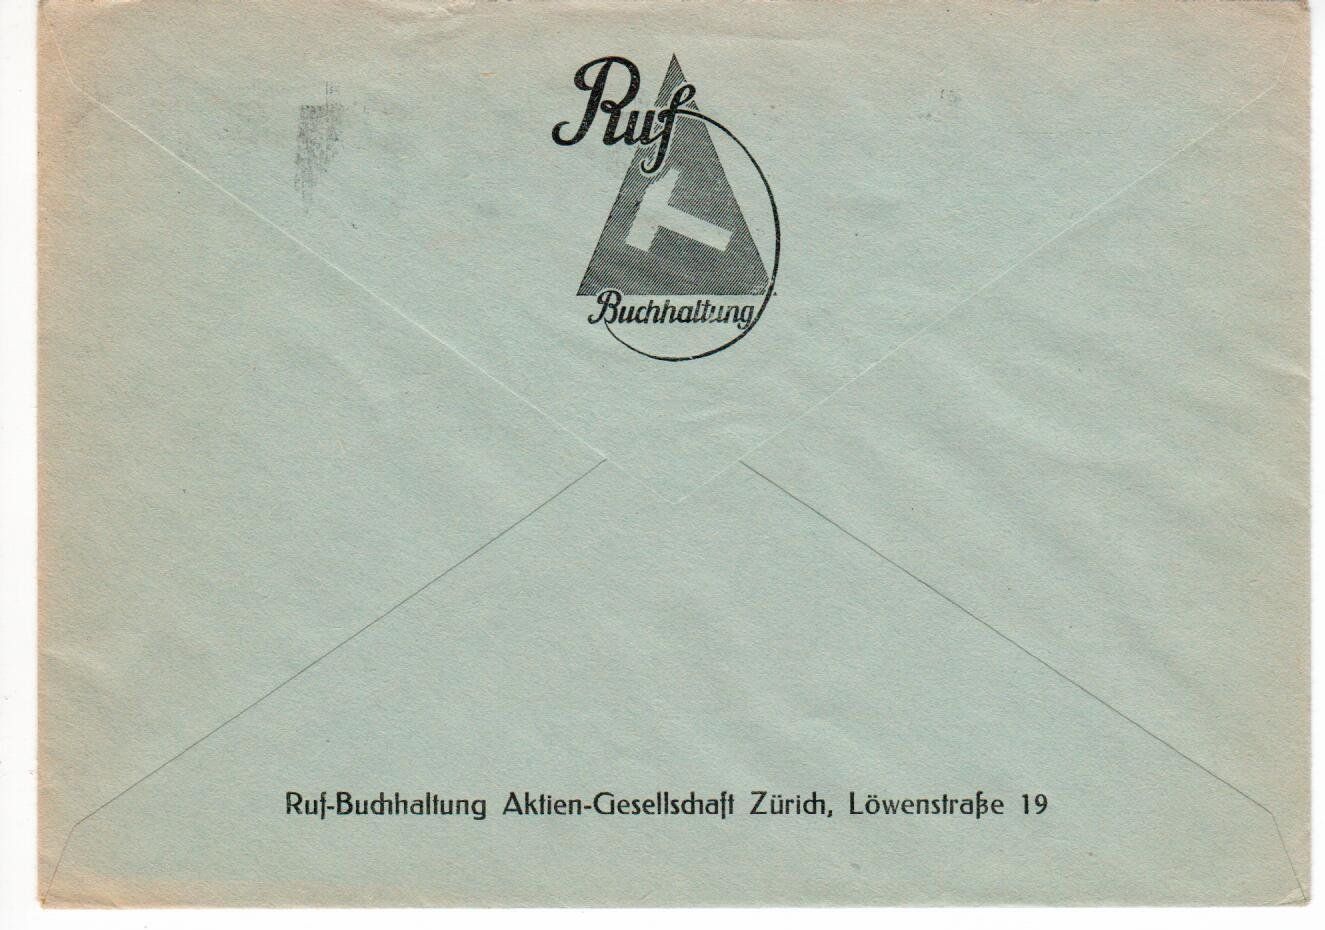 Ruf
Buchhaltung
Ruf-Buchhaltung Aktien-Gesellschaft Zürich, Löwenstraße 19